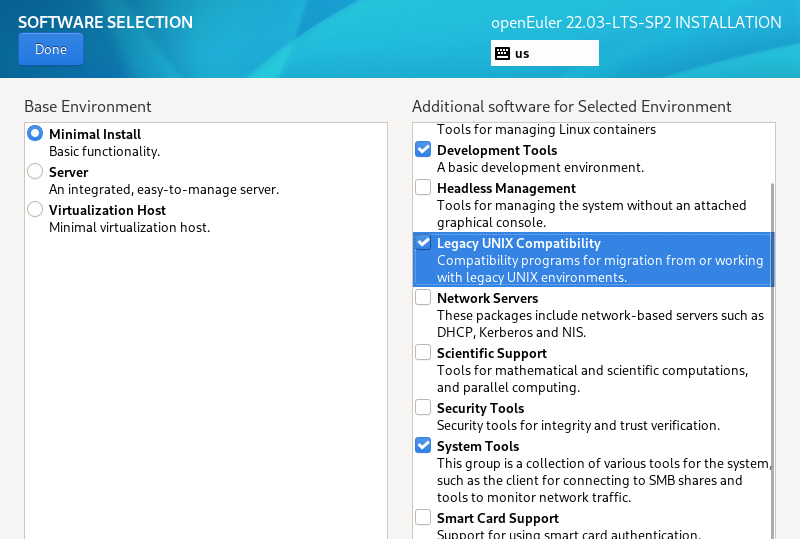 SOFTWARE SELECTION
Done
openEuler 22.03-LTS-SP2 INSTALLATION
us
Base Environment
Minimal Install
Basic functionality.
Server
An integrated, easy-to-manage server.
Virtualization Host
Minimal virtualization host.
Additional software for Selected Environment
Tools for managing Linux containers
Development Tools
A basic development environment.
Headless Management
Tools for managing the system without an attached
graphical console.
Legacy UNIX Compatibility
Compatibility programs for migration from or working
with legacy UNIX environments.
Network Servers
These packages include network-based servers such as
DHCP, Kerberos and NIS.
Scientific Support
Tools for mathematical and scientific computations,
and parallel computing.
Security Tools
Security tools for integrity and trust verification.
System Tools
This group is a collection of various tools for the system,
such as the client for connecting to SMB shares and
tools to monitor network traffic.
Smart Card Support
Support for using smart card authentication.